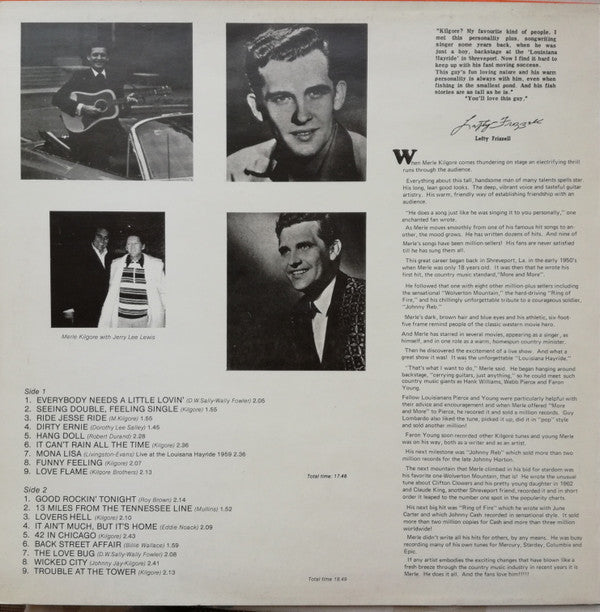 "Kilgore? My favourite kind of people. I
met this personality plus, songwriting
singer some years back, when he was
just a boy, backstage at the 'Louisiana
Hayride' in Shreveport. Now I find it hard to
keep up with his fast moving success.
This guy's fun loving nature and his warm
personality is always with him, even when
fishing in the smallest pond. And his fish
stories are as tall as he is."
"You'll love this guy."
Lefty Frizzell
Lefty Frizzell
When Merle Kilgore comes thundering on stage an electrifying thrill
runs through the audience.
Everything about this tall, handsome man of many talents spells star.
His long, lean good looks. The deep, vibrant voice and tasteful guitar
artistry. His warm, friendly way of establishing friendship with an
audience.
"He does a song just like he was singing it to you personally," one
enchanted fan wrote.
As Merle moves smoothly from one of his famous hit songs to an-
other, the mood grows. He has written dozens of hits. And nine of
Merle's songs have been million sellers! His fans are never satisfied
till he has sung them all.
This great career began back in Shreveport, La. in the early 1950's
when Merle was only 18 years old. It was then that he wrote his
first hit, the country music standard, "More and More".
He followed that one with eight other million-plus sellers including
the sensational "Wolverton Mountain," the hard-driving "Ring of
Fire," and his chillingly unforgettable tribute to a courageous soldier,
"Johnny Reb."
Merle's dark, brown hair and blue eyes and his athletic, six-foot-
five frame remind people of the classic western movie hero.
And Merle has starred in several movies, appearing as a singer, as
himself, and in one role as a warm, homespun country minister.
Then he discovered the excitement of a live show. And what a
great show it was! It was the unforgettable "Louisiana Hayride."
"That's what I want to do," Merle said. He began hanging around
backstage, "carrying guitars, just anything," so he could meet such
country music giants as Hank Williams, Webb Pierce and Faron
Young.
Fellow Louisianans Pierce and Young were particularly helpful with
their advice and encouragement and when Merle offered "More
and More" to Pierce, he recored it and sold a million records. Guy
Lombardo also liked the tune, picked it up, did it in "pop" style
and sold another million!
Faron Young soon recorded other Kilgore tunes and young Merle
was on his way, both as a writer and as an artist.
His next milestone was "Johnny Reb" which sold more than two
million records for the late Johnny Horton.
The next mountain that Merle climbed in his bid for stardom was
his favorite one-Wolverton Mountain, that is! He wrote the unusual
tune about Clifton Clowers and his pretty young daughter in 1962
and Claude King, another Shreveport friend, recorded it and in short
order it leaped to the number one spot in the popularity charts.
His next big hit was "Ring of Fire" which he wrote with June
Carter and which Johnny Cash recorded in sensational style. It sold
more than two million copies for Cash and more than three million
worldwide!
Merle didn't write all his hits for others, by any means. He was busy
recording many of his own tunes for Mercury, Starday, Columbia and
Epic.
If any artist embodies the exciting changes that have blown like a
fresh breeze through the country music industry in recent years it is
Merle. He does it all. And the fans love him!!!!!
Merle Kilgore with Jerry Lee Lewis
Side 1
1. EVERYBODY NEEDS A LITTLE LOVIN' (D.W.Sally-Wally Fowler) 2.06
2. SEEING DOUBLE, FEELING SINGLE (Kilgore) 1.55
3. RIDE JESSE RIDE (M.Kilgore) 1.55
4. DIRTY ERNIE (Dorothy Lee Salley) 1.45
5. HANG DOLL (Robert Durand) 2.28
6. IT CAN'T RAIN ALL THE TIME (Kilgore) 2.36
7. MONA LISA (Livingston-Evans) Live at the Louisiana Hayride 1959 2.36
8. FUNNY FEELING (Kilgore) 2.07
9. LOVE FLAME (Kilgore Brothers) 2.13
Total time: 17.46
Side 2
1. GOOD ROCKIN' TONIGHT (Roy Brown) 2.14
2. 13 MILES FROM THE TENNESSEE LINE (Mullins) 1.52
3. LOVERS HELL (Kilgore) 2.10
4. IT AIN'T MUCH, BUT IT'S HOME (Eddie Noack) 2.09
5. 42 IN CHICAGO (Kilgore) 2.43
6. BACK STREET AFFAIR (Billie Wallace) 1.59
7. THE LOVE BUG (D.W.Sally-Wally Fowler) 2.08
8. WICKED CITY (Johnny Jay-Kilgore) 2.41
9. TROUBLE AT THE TOWER (Kilgore) 2.13
Total time 18.49